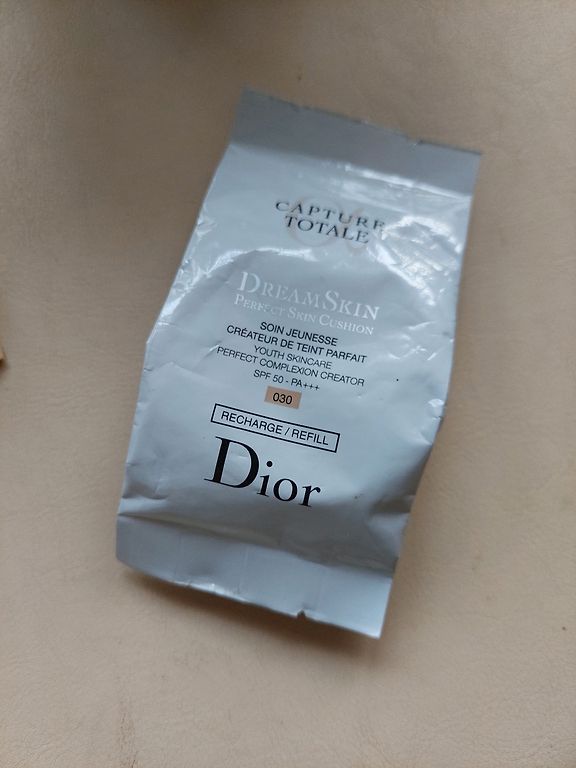 CAPTURE
TOTALE
DREAMSKIN
PERFECT SKIN CUSHION
SOIN JEUNESSE
CRÉATEUR DE TEINT PARFAIT
YOUTH SKINCARE
PERFECT COMPLEXION CREATOR
SPF 50 - PA+++
030
RECHARGE / REFILL
Dior